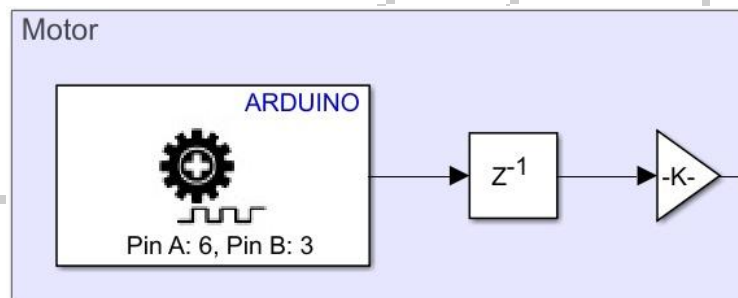 Motor
ARDUINO
Z-1
-K-
Pin A: 6, Pin B: 3